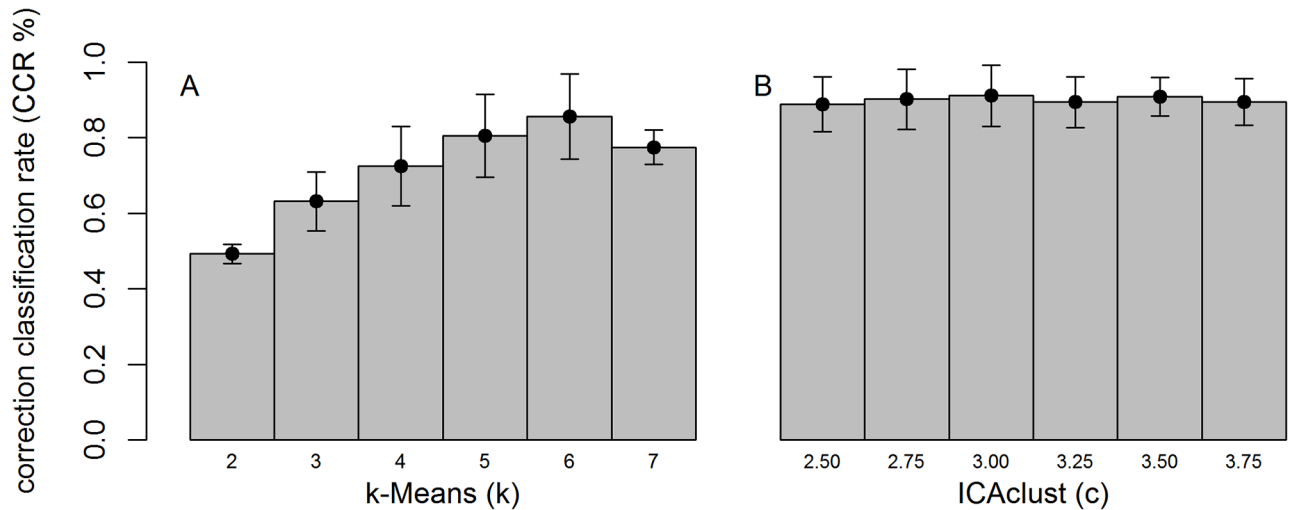 correction classification rate (CCR %)
1.0
0.8
0.6
0.4
0.2
0.0
A
2 3 4 5 6 7
k-Means (k)
B
2.50 2.75 3.00 3.25 3.50 3.75
ICAclust (c)